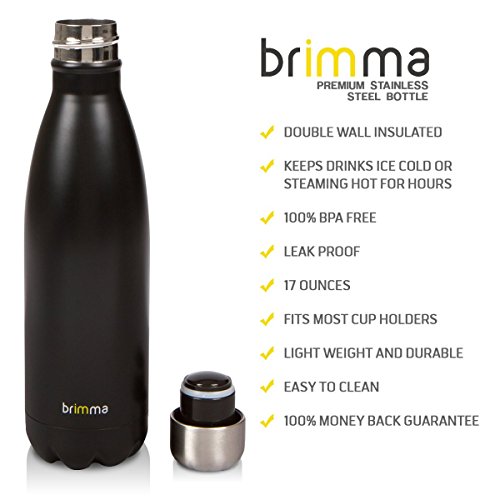 brimma
PREMIUM STAINLESS
STEEL BOTTLE
DOUBLE WALL INSULATED
KEEPS DRINKS ICE COLD OR
STEAMING HOT FOR HOURS
100% BPA FREE
LEAK PROOF
17 OUNCES
FITS MOST CUP HOLDERS
LIGHT WEIGHT AND DURABLE
EASY TO CLEAN
100% MONEY BACK GUARANTEE
brimma